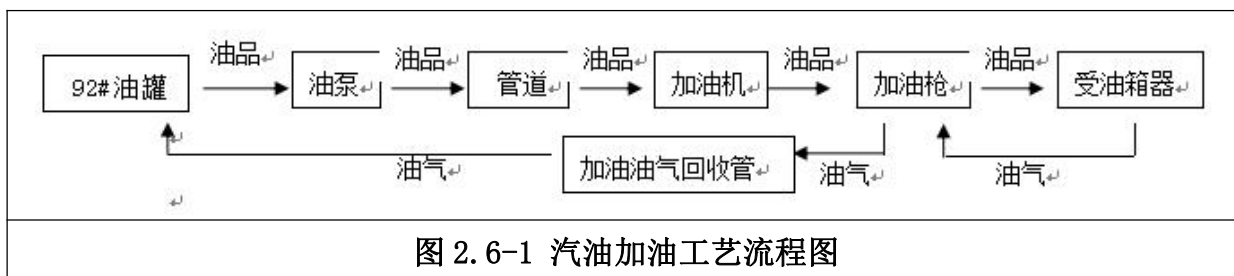 油品 油品 油品 油品 油品
92#油罐 油泵 管道 加油机 加油枪 受油箱器
油气 加油油气回收管 油气 油气
图 2.6-1 汽油加油工艺流程图